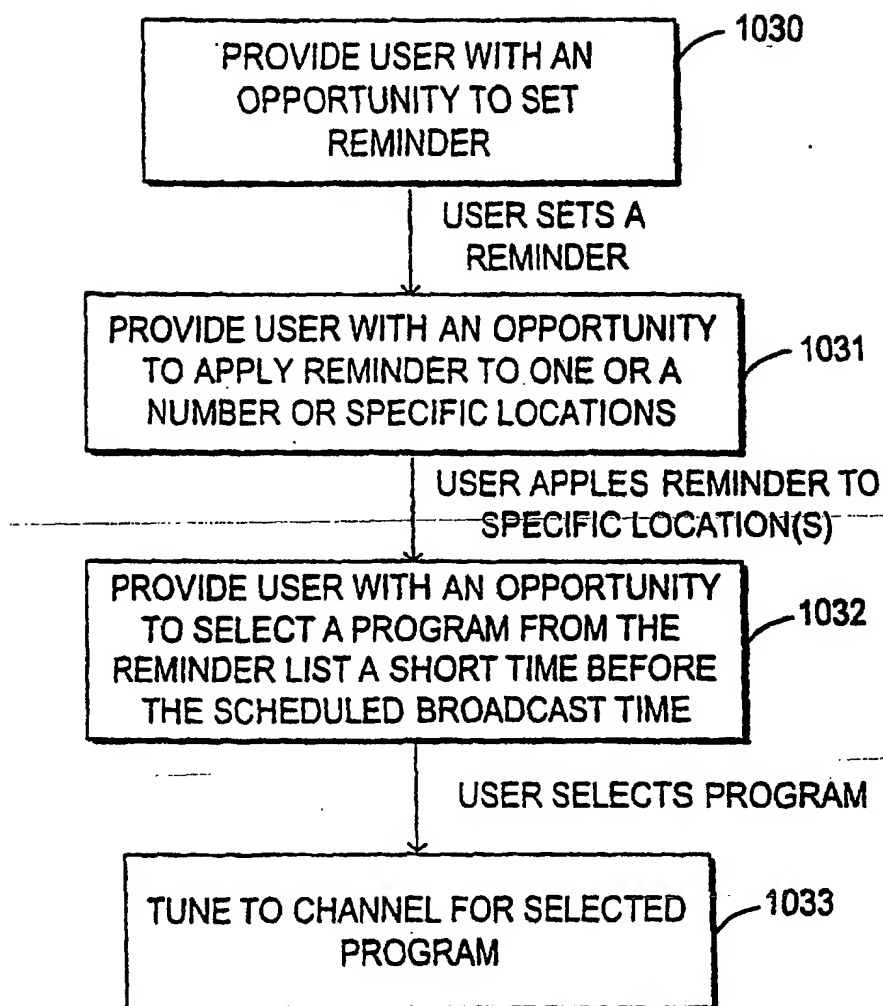 PROVIDE USER WITH AN
OPPORTUNITY TO SET
REMINDER
1030
USER SETS A
REMINDER
PROVIDE USER WITH AN OPPORTUNITY
TO APPLY REMINDER TO ONE OR A
NUMBER OR SPECIFIC LOCATIONS
1031
USER APPLES REMINDER TO
SPECIFIC LOCATION(S)
PROVIDE USER WITH AN OPPORTUNITY
TO SELECT A PROGRAM FROM THE
REMINDER LIST A SHORT TIME BEFORE
THE SCHEDULED BROADCAST TIME
1032
USER SELECTS PROGRAM
TUNE TO CHANNEL FOR SELECTED
PROGRAM
1033